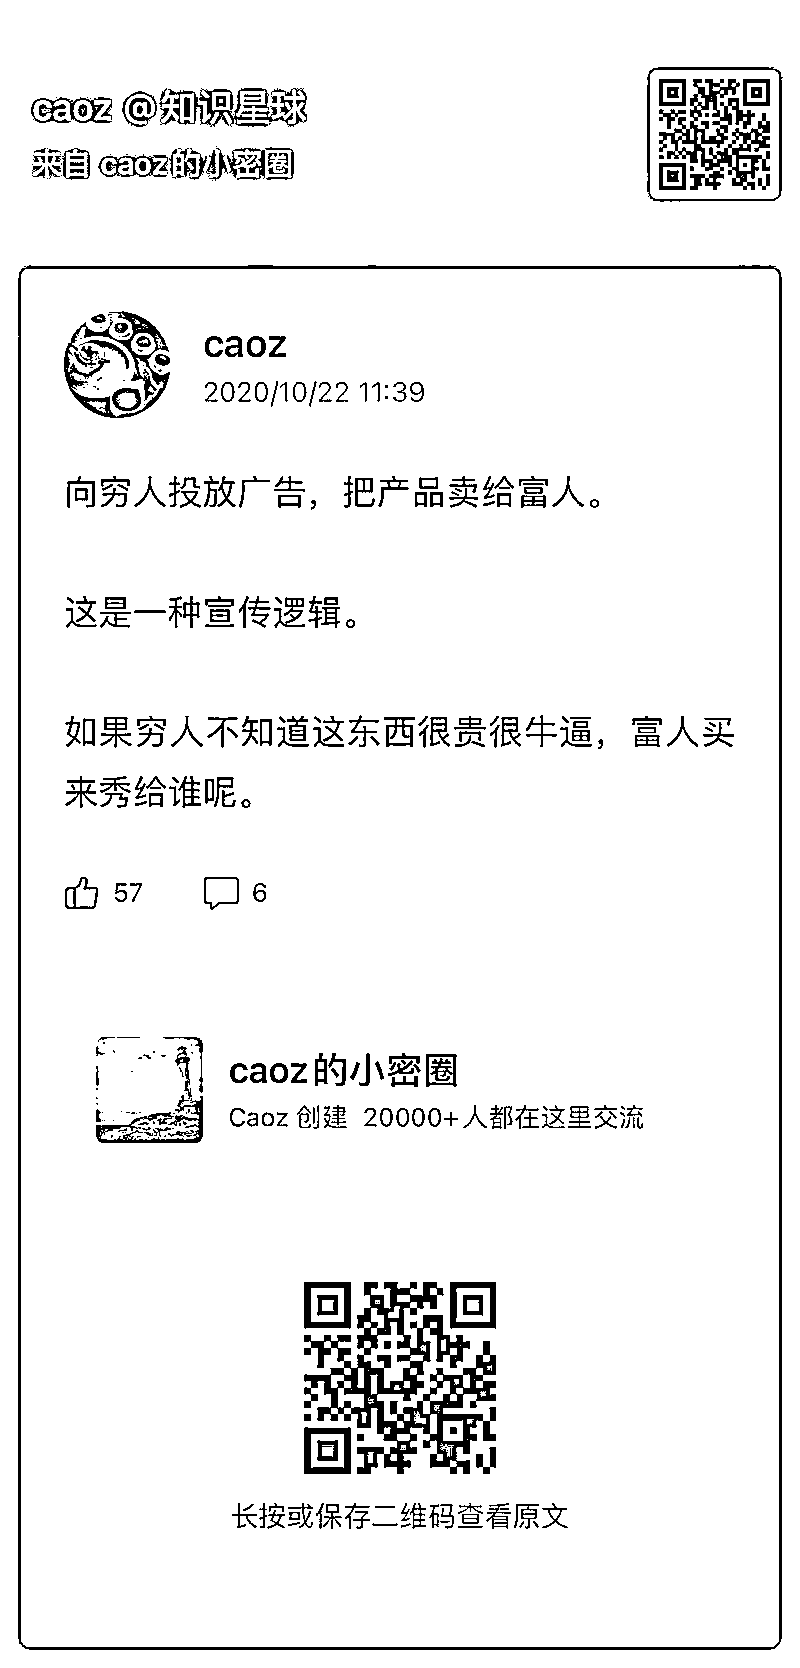 caoz @知识星球
来自 caoz的小密圈
caoz
2020/10/22 11:39
向穷人投放广告，把产品卖给富人。
这是一种宣传逻辑。
如果穷人不知道这东西很贵很牛逼，富人买
来秀给谁呢。
57 6
caoz的小密圈
Caoz 创建 20000+人都在这里交流
长按或保存二维码查看原文